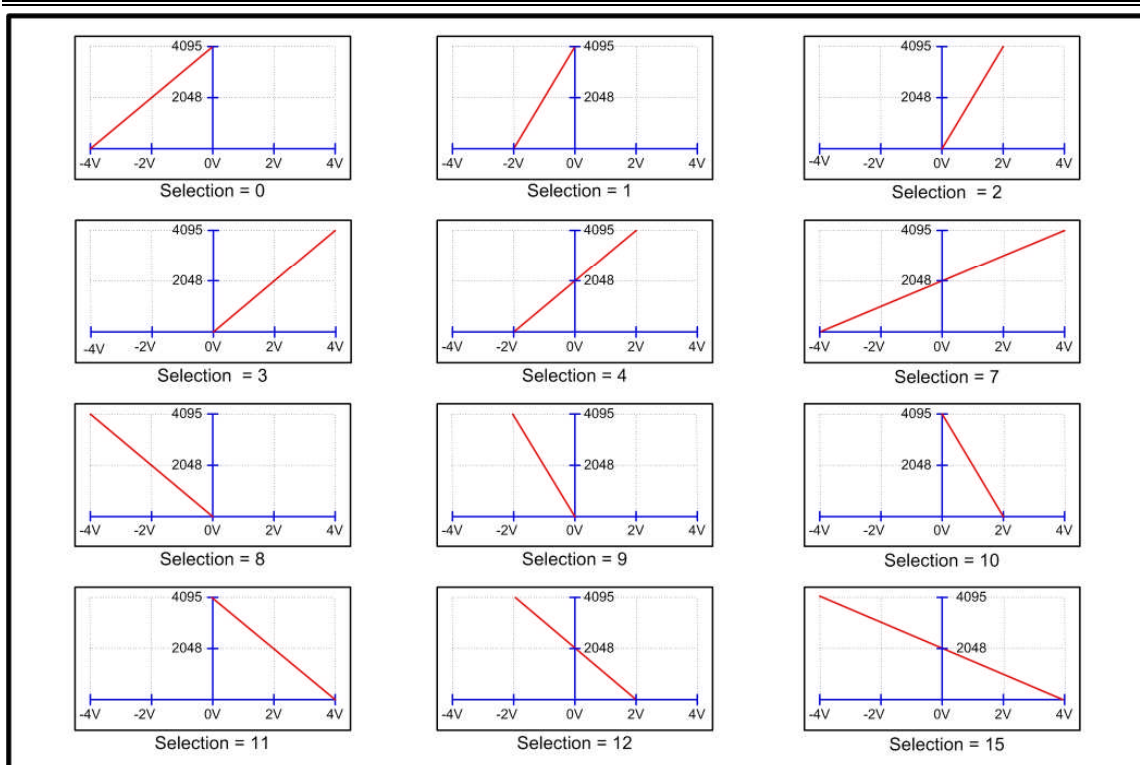 4095
2048
-4V -2V 0V 2V 4V
Selection = 0
4095
2048
-4V -2V 0V 2V 4V
Selection = 1
4095
2048
-4V -2V 0V 2V 4V
Selection = 2
4095
2048
-4V -2V 0V 2V 4V
Selection = 3
4095
2048
-4V -2V 0V 2V 4V
Selection = 4
4095
2048
-4V -2V 0V 2V 4V
Selection = 7
4095
2048
-4V -2V 0V 2V 4V
Selection = 8
4095
2048
-4V -2V 0V 2V 4V
Selection = 9
4095
2048
-4V -2V 0V 2V 4V
Selection = 10
4095
2048
-4V -2V 0V 2V 4V
Selection = 11
4095
2048
-4V -2V 0V 2V 4V
Selection = 12
4095
2048
-4V -2V 0V 2V 4V
Selection = 15